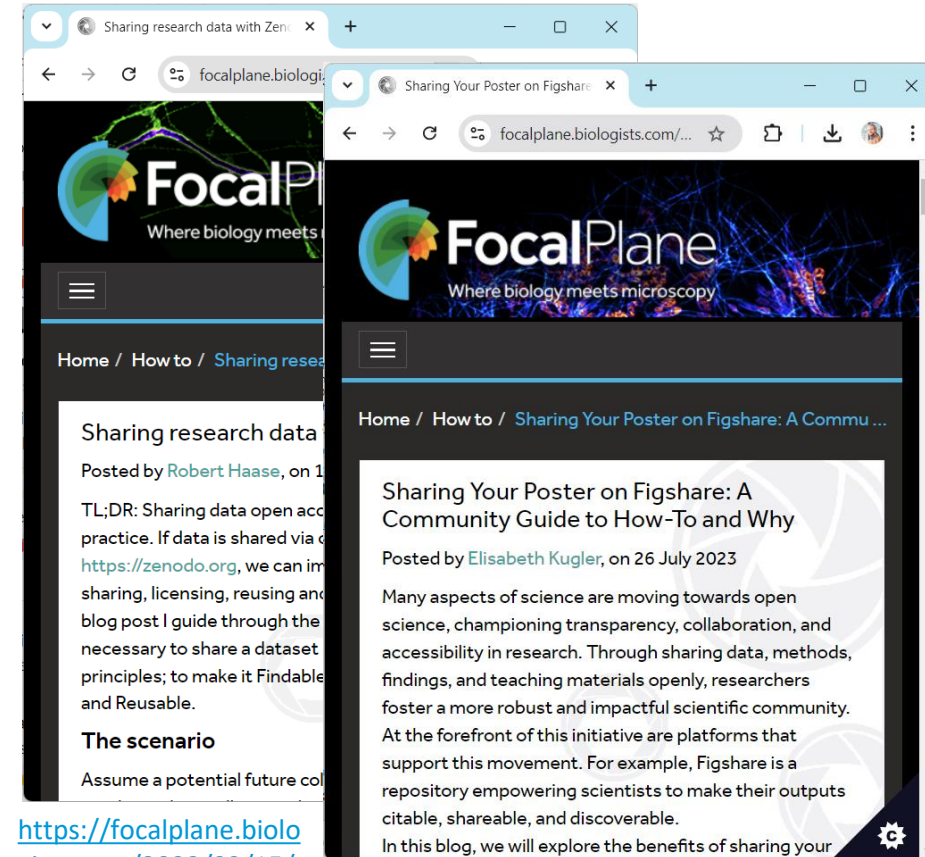 Sharing research data with Zeno
focalplane.biologi
FocalPl
Where biology meets
Home / How to / Sharing resea
Sharing research data
Posted by Robert Haase, on 1
TL;DR: Sharing data open acc
practice. If data is shared via
https://zenodo.org, we can im
sharing, licensing, reusing and
blog post I guide through the
necessary to share a dataset
principles; to make it Findable
and Reusable.
The scenario
Assume a potential future col
https://focalplane.biolo
Sharing Your Poster on Figshare
focalplane.biologists.com/...
FocalPlane
Where biology meets microscopy
Home / How to / Sharing Your Poster on Figshare: A Commu ...
Sharing Your Poster on Figshare: A
Community Guide to How-To and Why
Posted by Elisabeth Kugler, on 26 July 2023
Many aspects of science are moving towards open
science, championing transparency, collaboration, and
accessibility in research. Through sharing data, methods,
findings, and teaching materials openly, researchers
foster a more robust and impactful scientific community.
At the forefront of this initiative are platforms that
support this movement. For example, Figshare is a
repository empowering scientists to make their outputs
citable, shareable, and discoverable.
In this blog, we will explore the benefits of sharing your